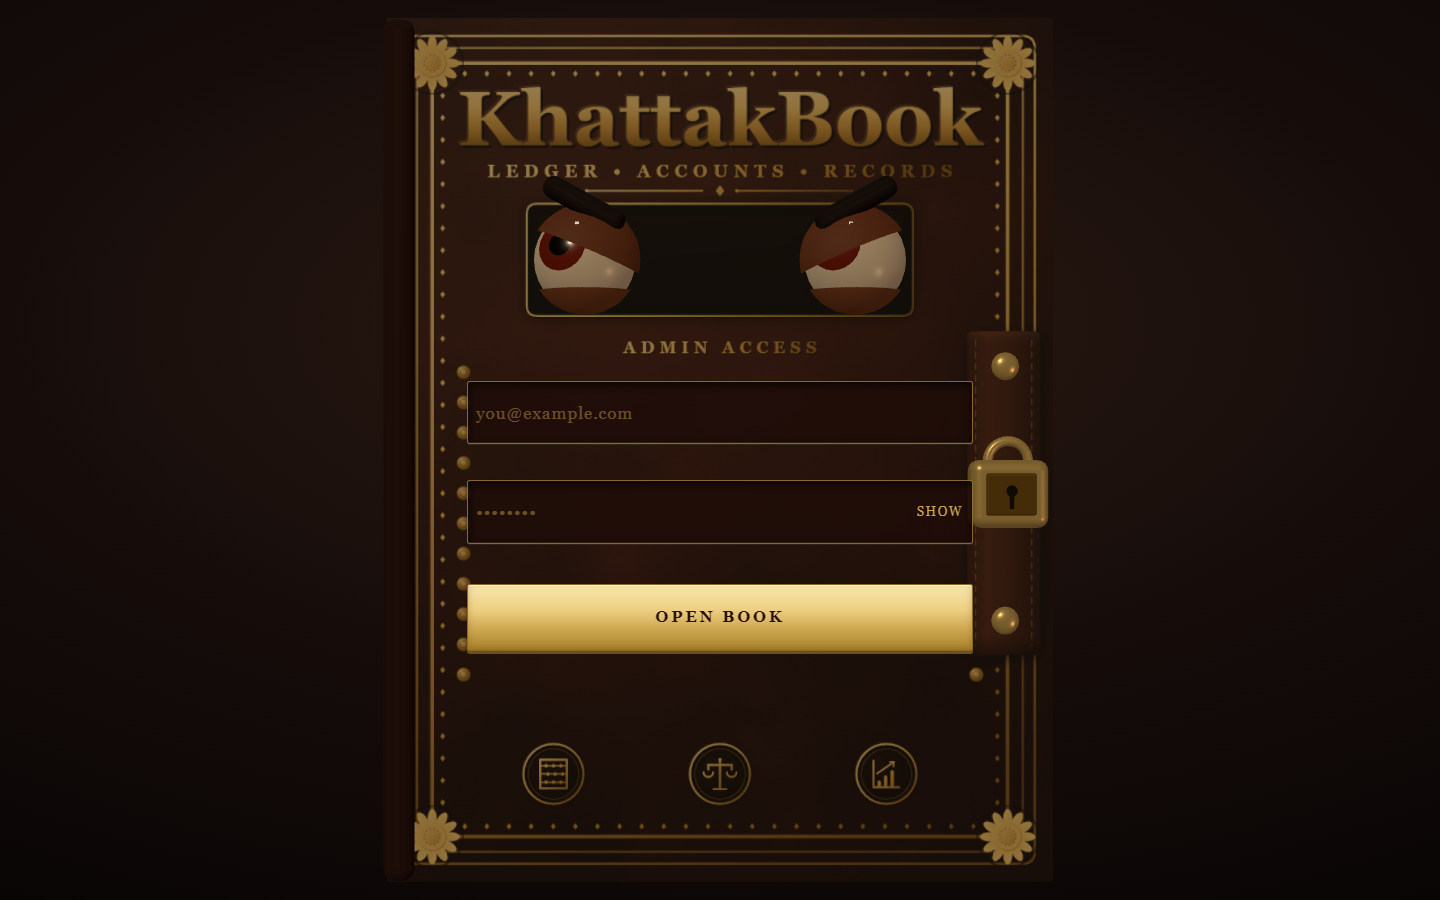 KhattakBook
LEDGER • ACCOUNTS • RECORDS
ADMIN ACCESS
you@example.com
••••••••
SHOW
OPEN BOOK